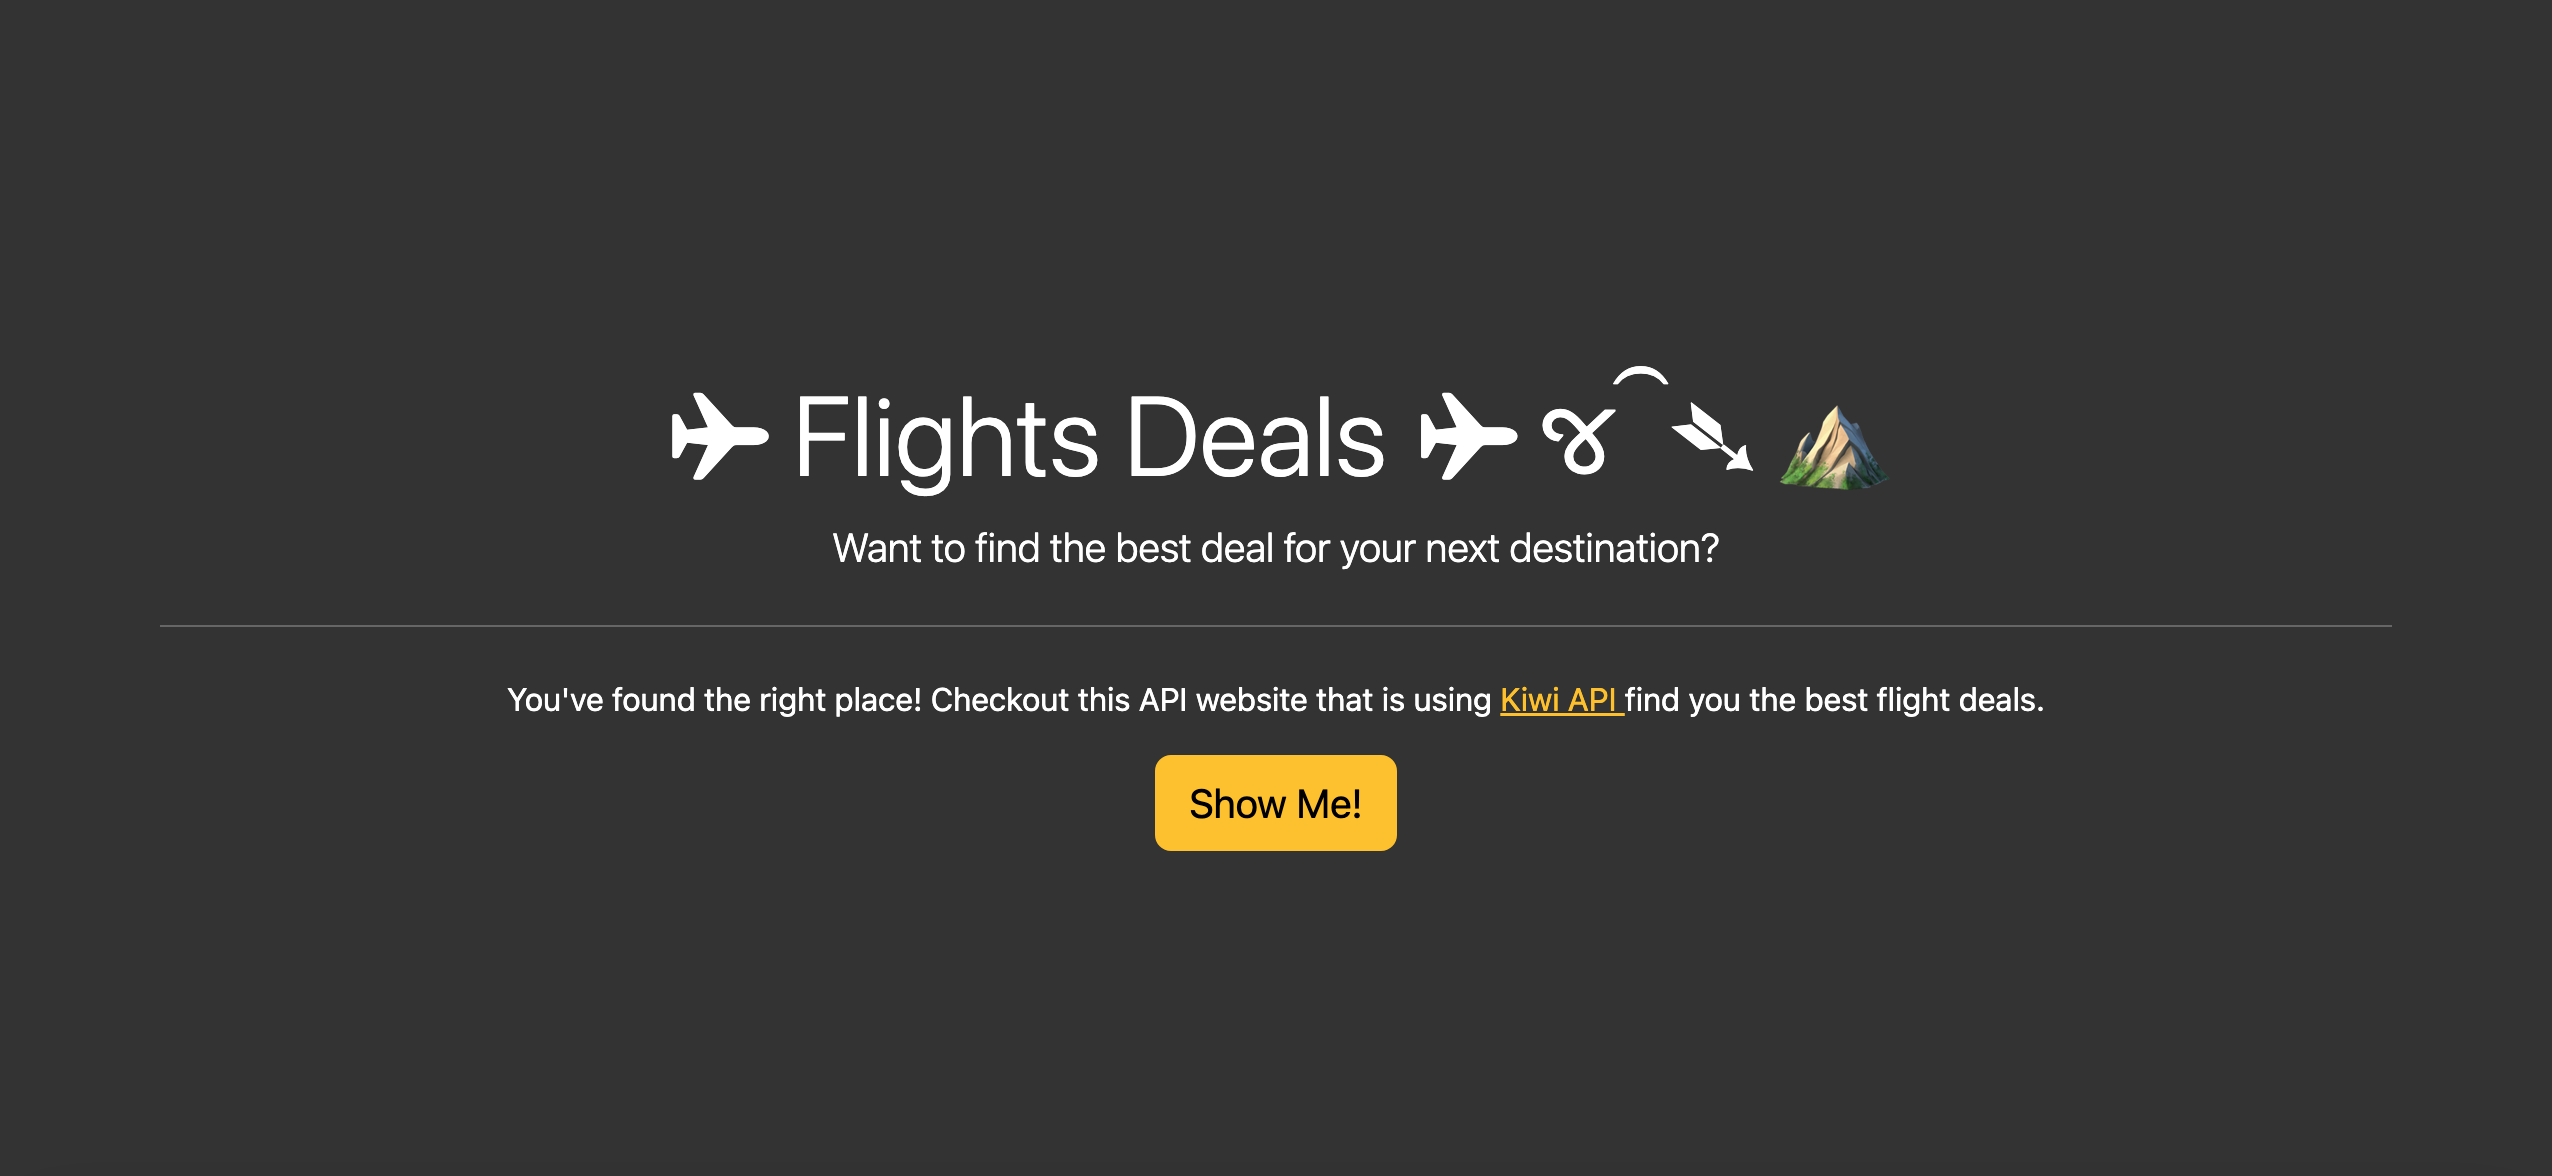 ✈ Flights Deals ✈ ઝ⁀➴ ⛰️
Want to find the best deal for your next destination?
You've found the right place! Checkout this API website that is using Kiwi API find you the best flight deals.
Show Me!